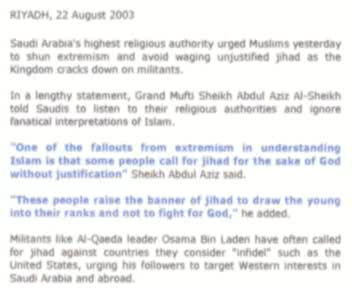 RIYADH, 22 August 2003
Saudi Arabia's highest religious authority urged Muslims yesterday
to shun extremism and avoid waging unjustified jihad as the
Kingdom cracks down on militants.
In a lengthy statement, Grand Mufti Sheikh Abdul Aziz Al-Sheikh
told Saudis to listen to their religious authorities and ignore
fanatical interpretations of Islam.
"One of the fallouts from extremism in understanding
Islam is that some people call for jihad for the sake of God
without justification" Sheikh Abdul Aziz said.
"These people raise the banner of jihad to draw the young
into their ranks and not to fight for God," he added.
Militants like Al-Qaeda leader Osama Bin Laden have often called
for jihad against countries they consider "infidel" such as the
United States, urging his followers to target Western interests in
Saudi Arabia and abroad.